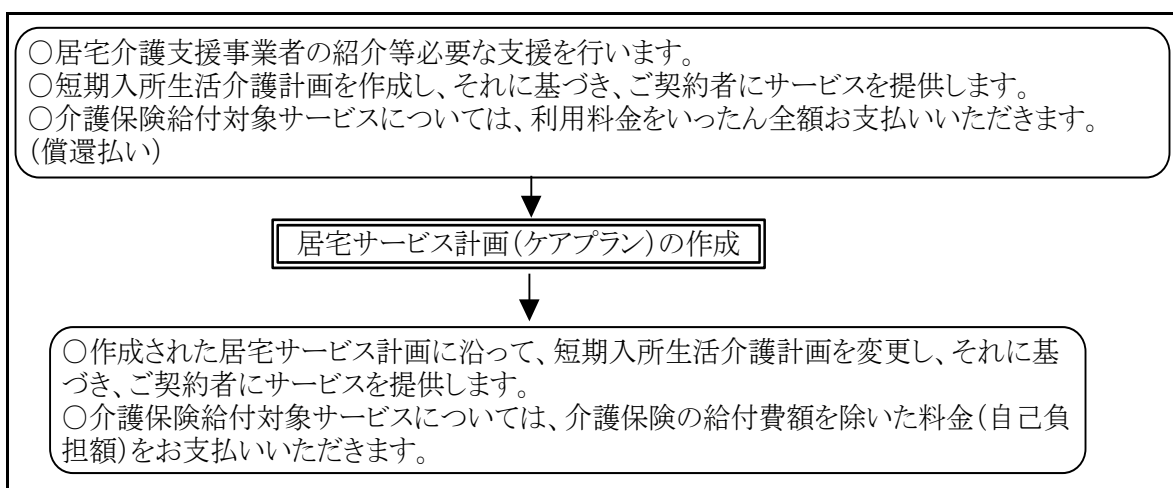 ○居宅介護支援事業者の紹介等必要な支援を行います。
○短期入所生活介護計画を作成し、それに基づき、ご契約者にサービスを提供します。
○介護保険給付対象サービスについては、利用料金をいったん全額お支払いいただきます。
(償還払い)
居宅サービス計画(ケアプラン)の作成
○作成された居宅サービス計画に沿って、短期入所生活介護計画を変更し、それに基
づき、ご契約者にサービスを提供します。
○介護保険給付対象サービスについては、介護保険の給付費額を除いた料金(自己負
担額)をお支払いいただきます。